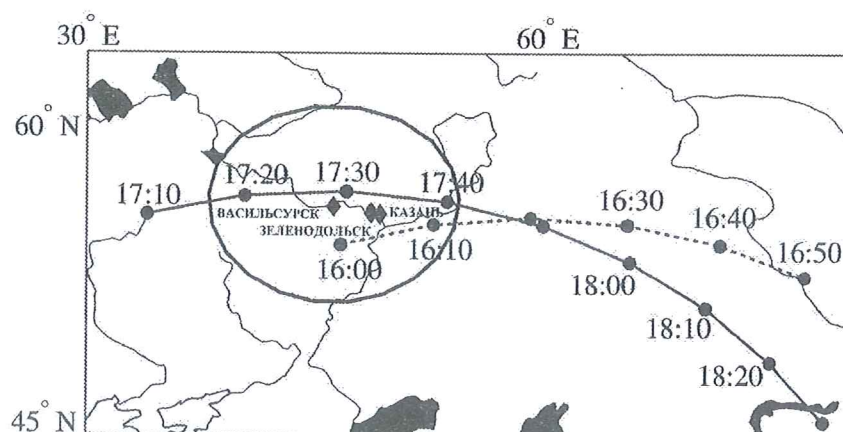 30° E
60° E
60° N
17:10
17:20
17:30
17:40
ВАСИЛЬСУРСК
КАЗАНЬ
ЗЕЛЕНОДОЛЬСК
16:00
16:10
16:30
16:40
16:50
18:00
18:10
18:20
45° N